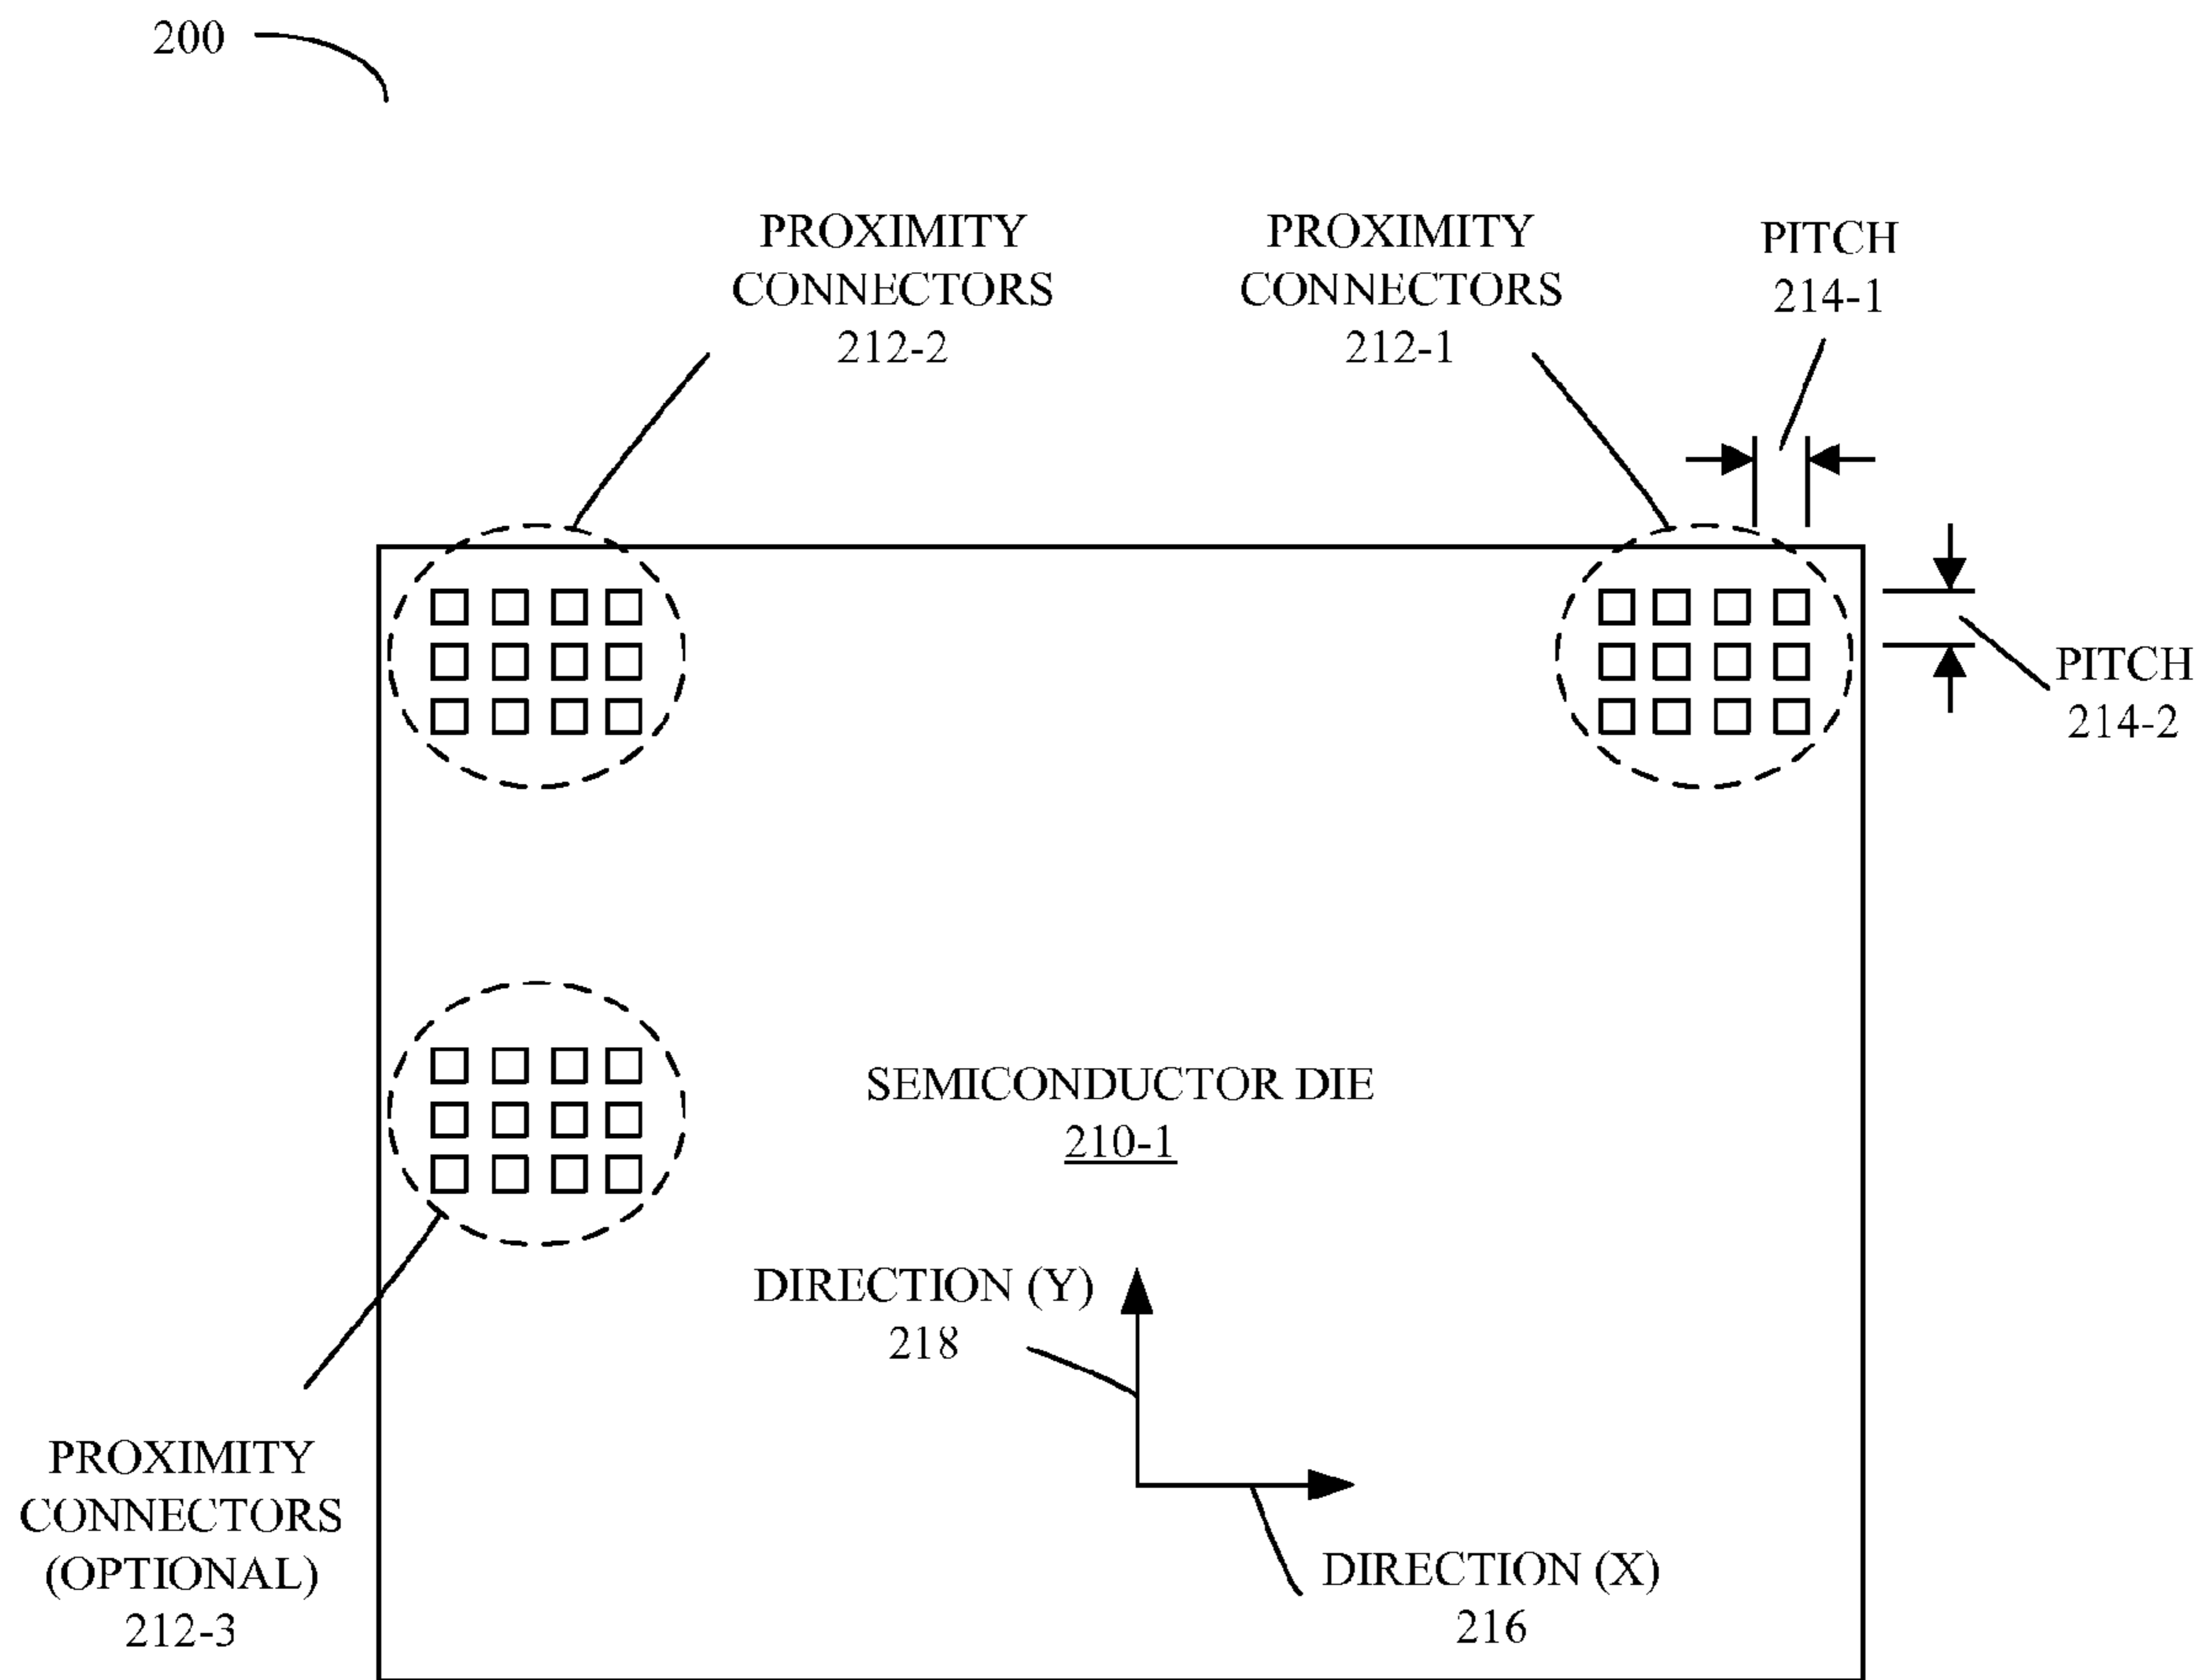 200
PROXIMITY
CONNECTORS
212-2
PROXIMITY
CONNECTORS
212-1
PITCH
214-1
PITCH
214-2
SEMICONDUCTOR DIE
210-1
DIRECTION (Y)
218
PROXIMITY
CONNECTORS
(OPTIONAL)
212-3
DIRECTION (X)
216